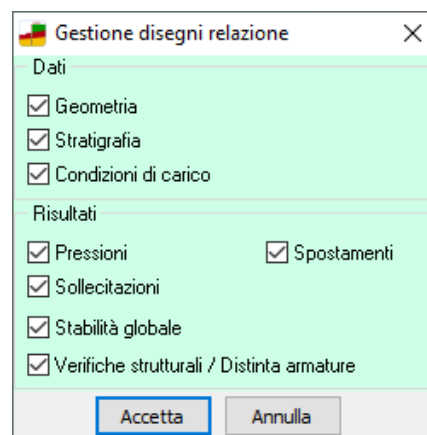 Gestione disegni relazione
Dati
Geometria
Stratigrafia
Condizioni di carico
Risultati
Pressioni Spostamenti
Sollecitazioni
Stabilità globale
Verifiche strutturali / Distinta armature
Accetta Annulla